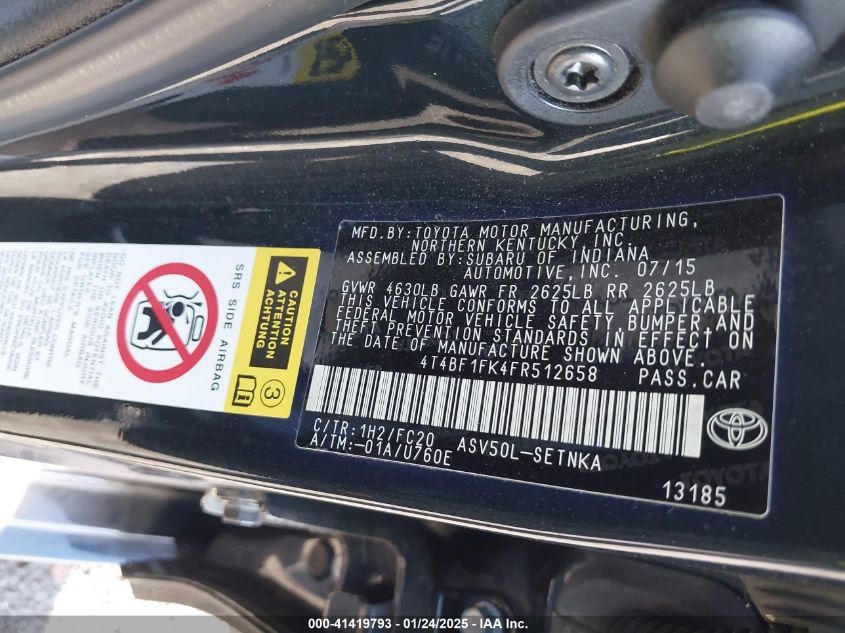 MFD.BY:TOYOTA MOTOR MANUFACTURING,
NORTHERN KENTUCKY,INC.
ASSEMBLED BY:SUBARU OF INDIANA
AUTOMOTIVE,INC. 07/15
GVWR 4630LB GAWR FR 2625LB RR 2625LB
THIS VEHICLE CONFORMS TO ALL APPLICABLE
FEDERAL MOTOR VEHICLE SAFETY,BUMPER,AND
THEFT PREVENTION STANDARDS IN EFFECT ON
THE DATE OF MANUFACTURE SHOWN ABOVE.
4T4BF1FK4FR512658 PASS.CAR
C/TR:1H2/FC20 ASV50L-SETNKA
A/TM:-01A/U760E
13185
SRS SIDE AIRBAG
CAUTION
ATTENTION
ACHTUNG
3
000-41419793 — 01/24/2025 — IAA Inc.